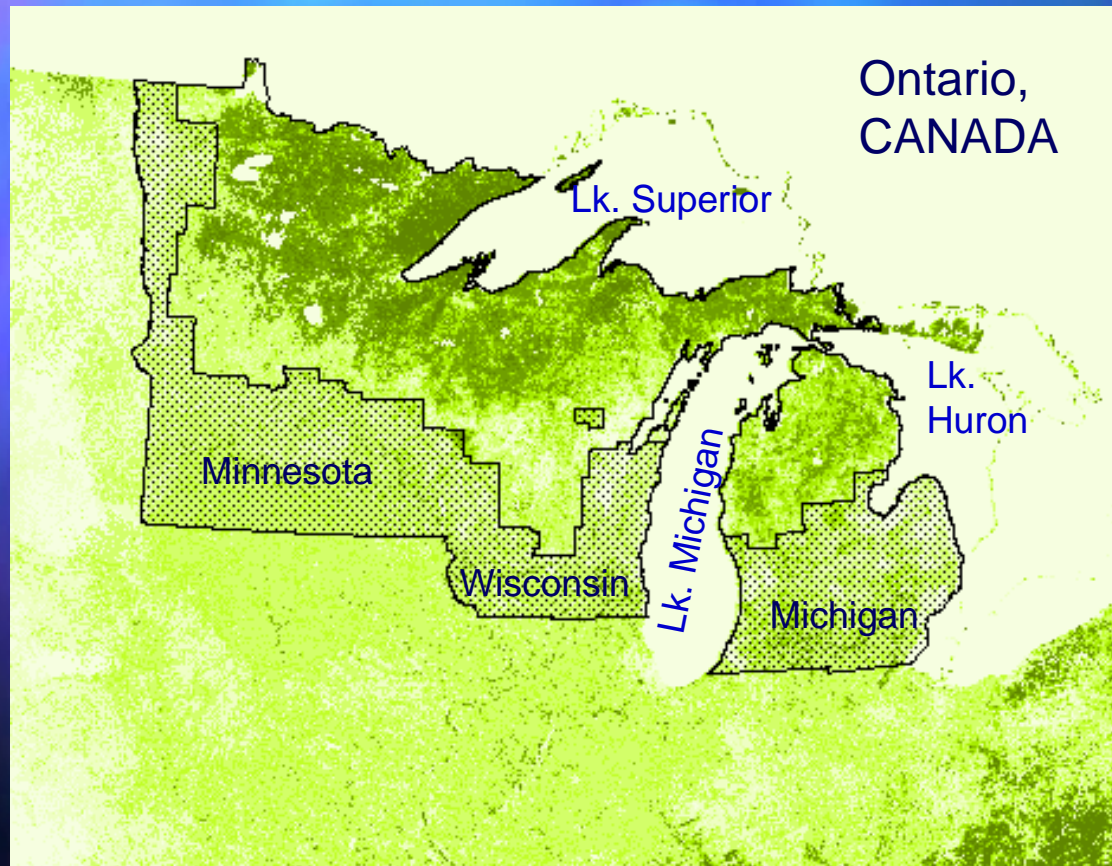 Ontario,
CANADA
Lk. Superior
Lk.
Huron
Minnesota
Lk. Michigan
Wisconsin
Michigan